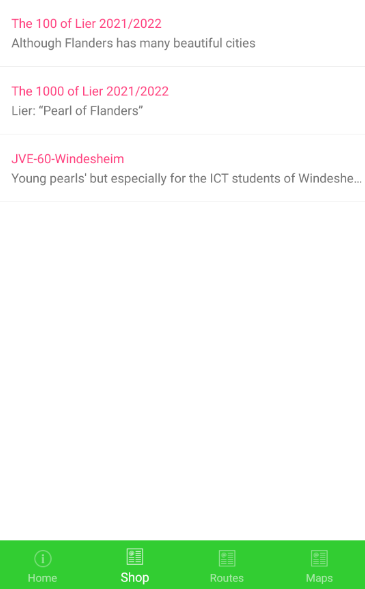 The 100 of Lier 2021/2022
Although Flanders has many beautiful cities
The 1000 of Lier 2021/2022
Lier: “Pearl of Flanders”
JVE-60-Windesheim
Young pearls' but especially for the ICT students of Windeshe...
Home Shop Routes Maps